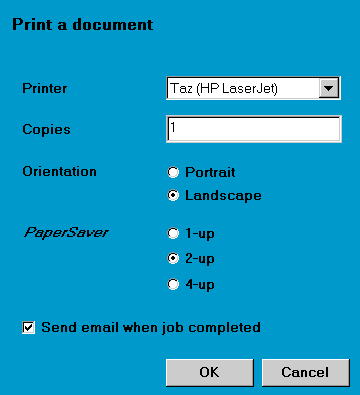 Print a document
Printer Taz (HP LaserJet)
Copies 1
Orientation Portrait
Landscape
PaperSaver 1-up
2-up
4-up
Send email when job completed
OK Cancel